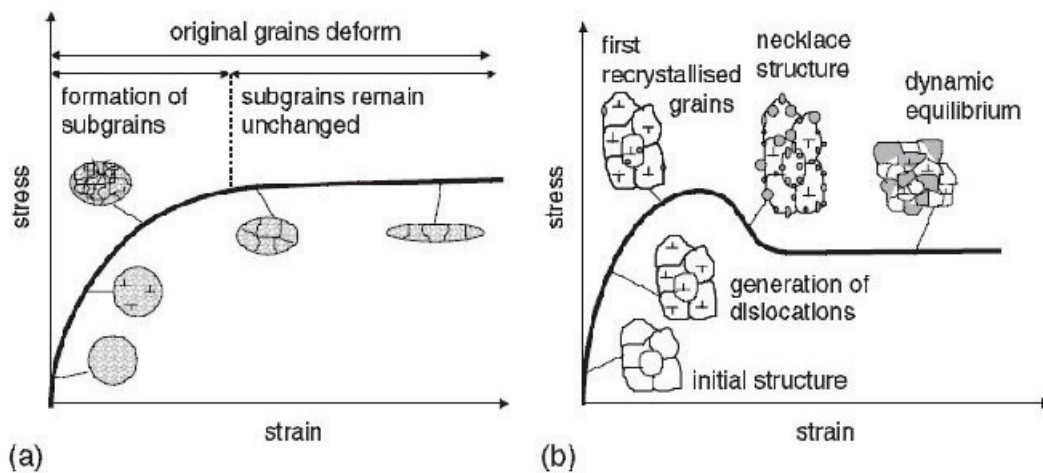 original grains deform
formation of
subgrains
subgrains remain
unchanged
stress
strain
(a)
first
recrystallised
grains
necklace
structure
dynamic
equilibrium
generation of
dislocations
initial structure
stress
strain
(b)